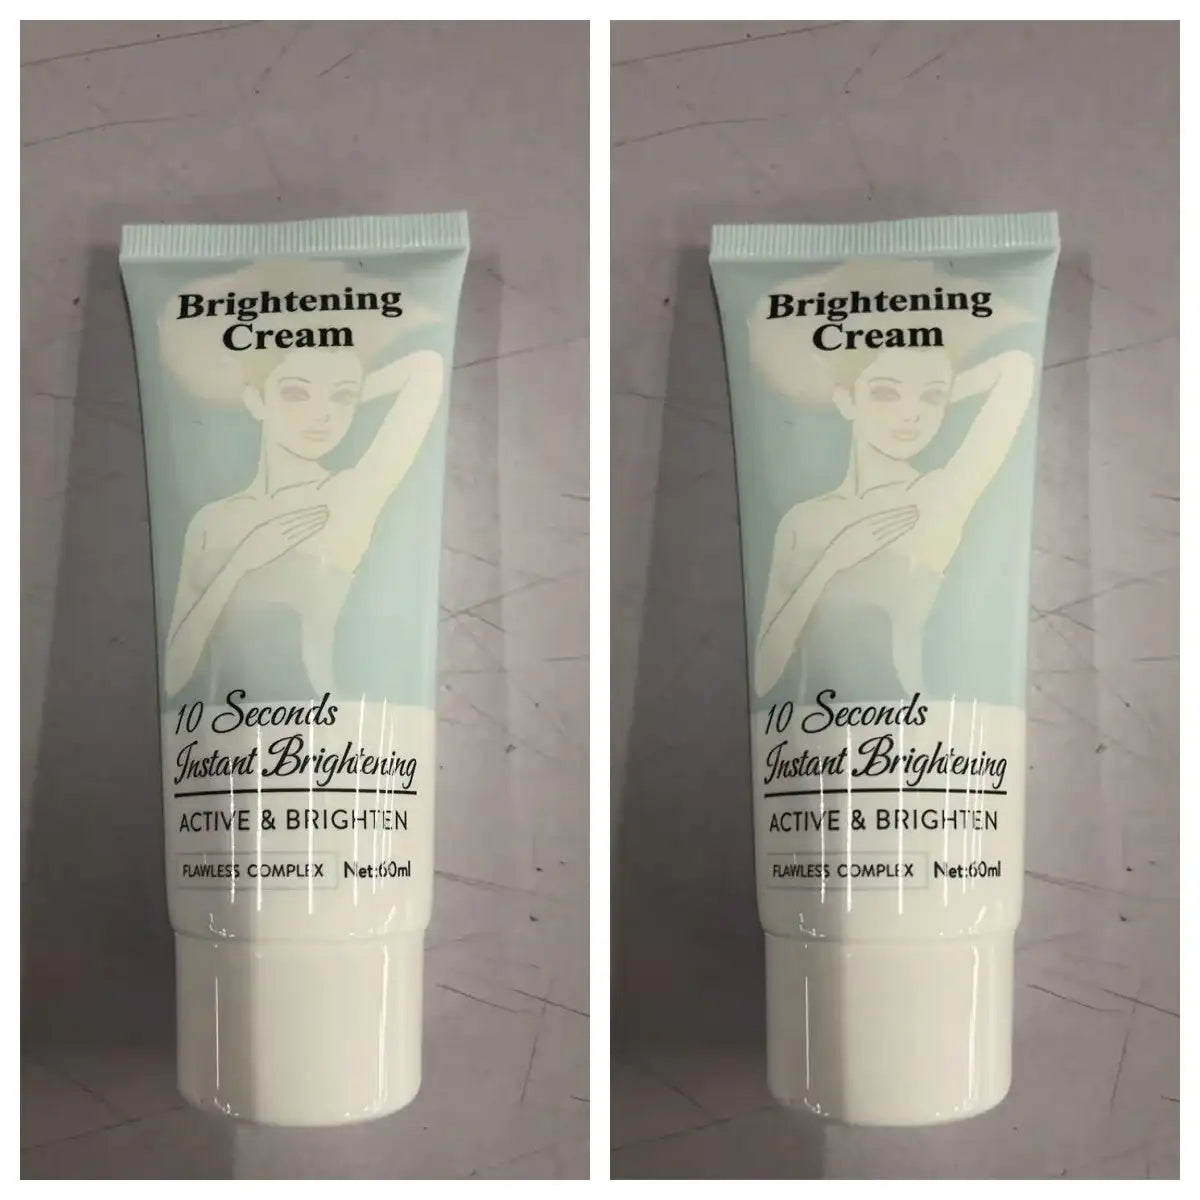 Brightening
Cream
10 Seconds
Instant Brightening
ACTIVE & BRIGHTEN
FLAWLESS COMPLEX Net:60ml
Brightening
Cream
10 Seconds
Instant Brightening
ACTIVE & BRIGHTEN
FLAWLESS COMPLEX Net:60ml